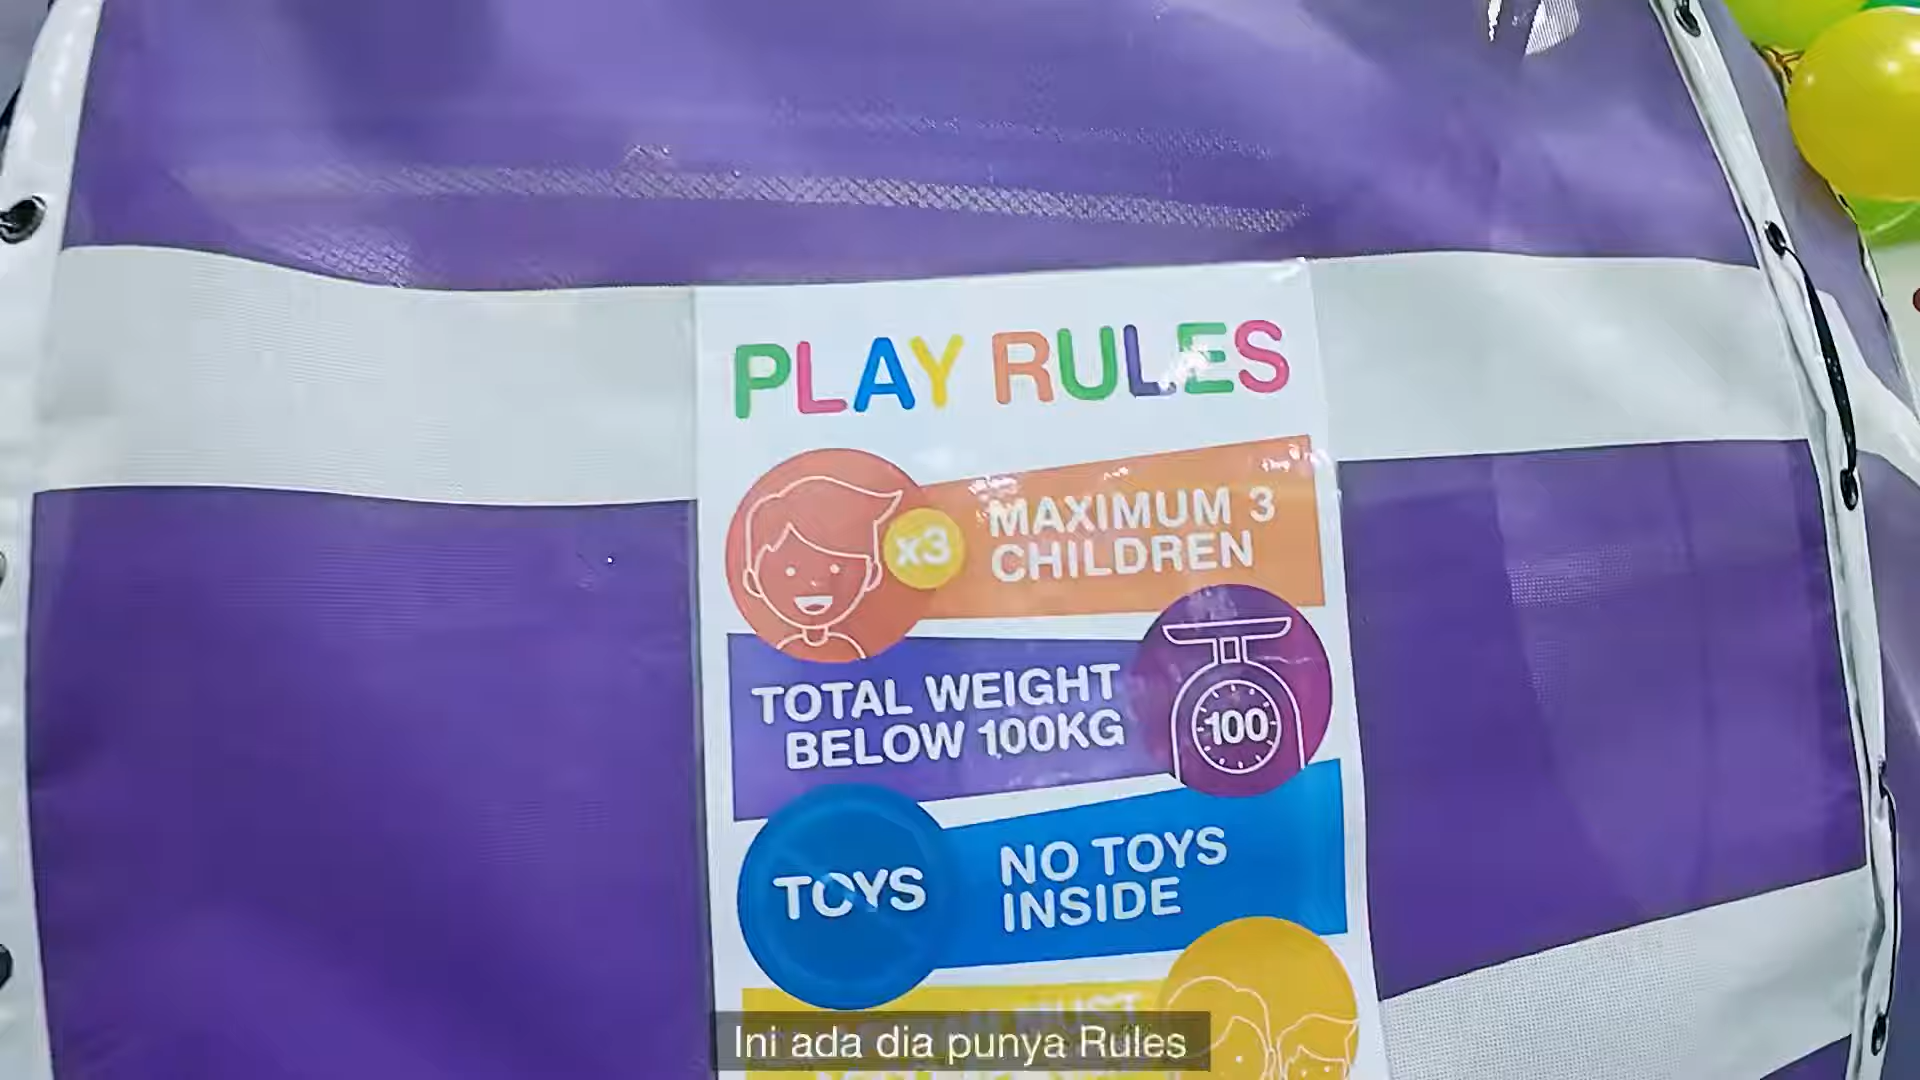 PLAY RULES
x3
MAXIMUM 3
CHILDREN
TOTAL WEIGHT
BELOW 100KG
100
TOYS
NO TOYS
INSIDE
MUST
Ini ada dia punya Rules